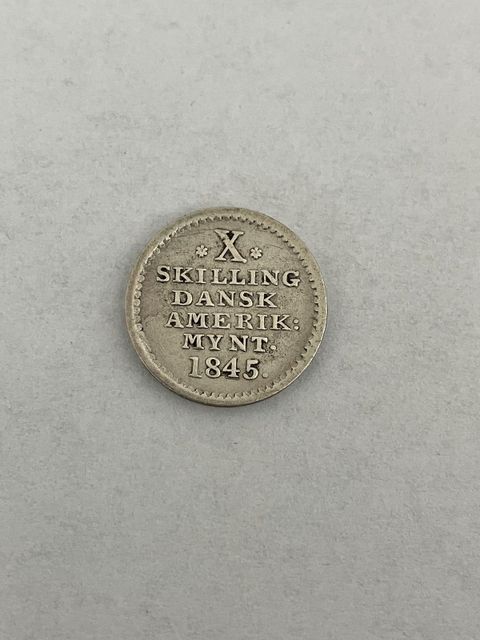 X
SKILLING
DANSK
AMERIK:
MYNT.
1845.